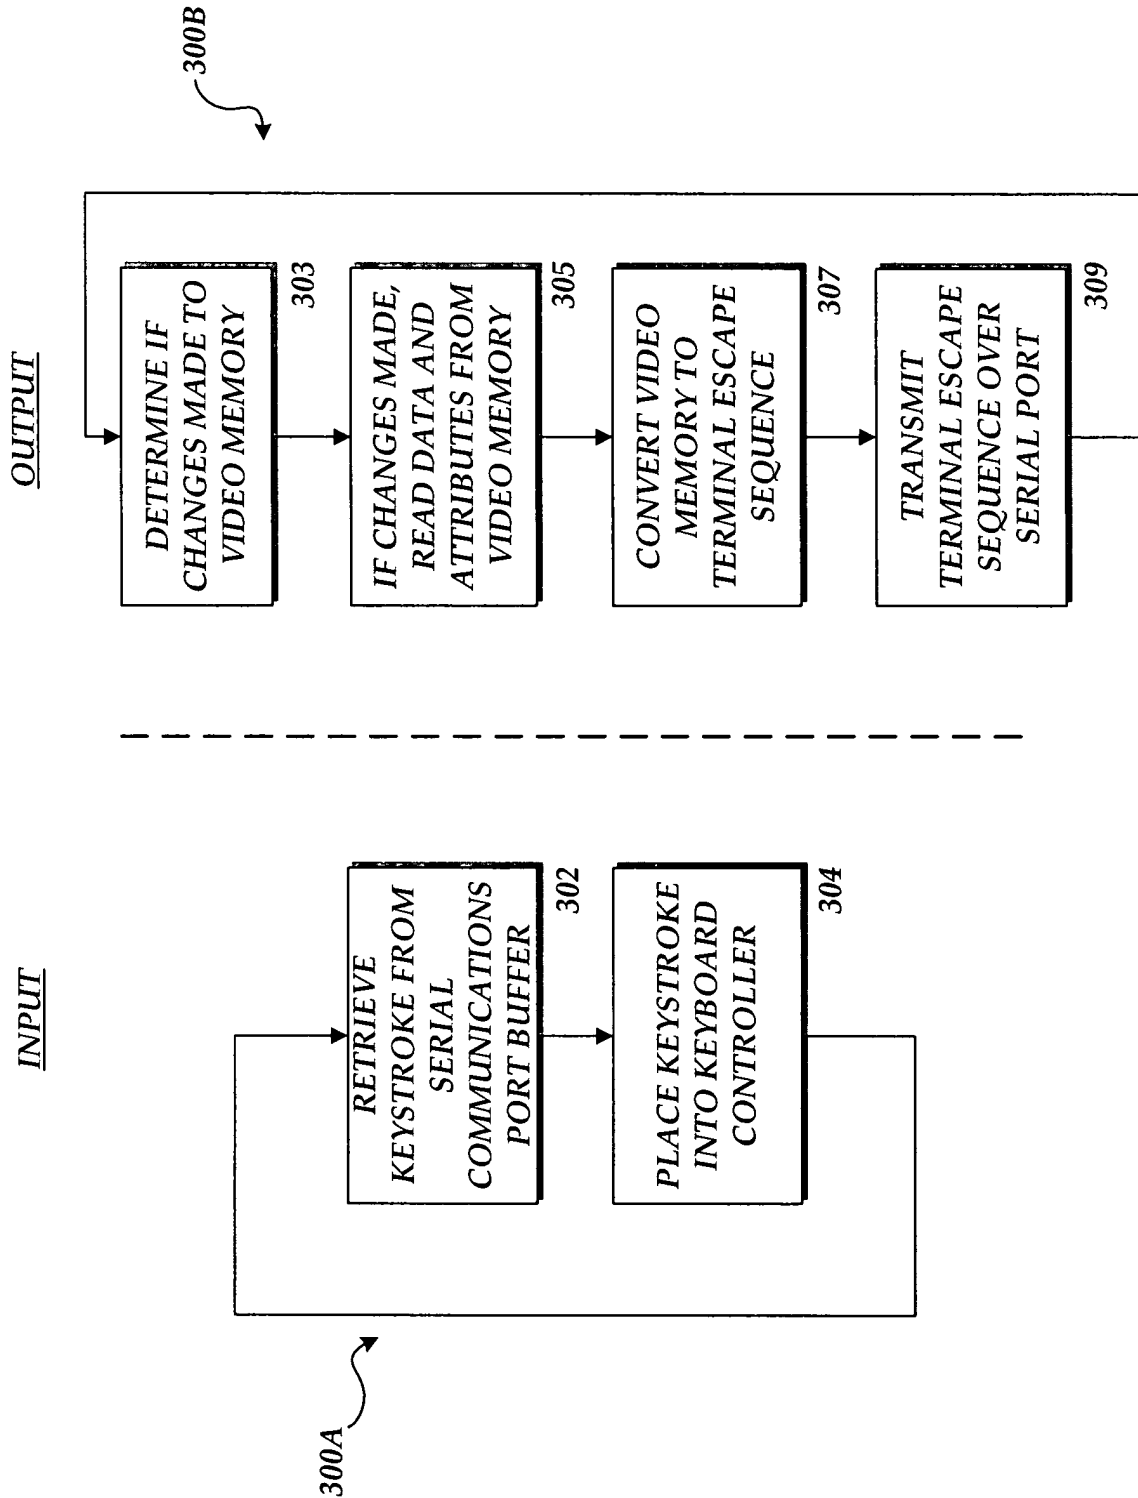 INPUT
300A
RETRIEVE
KEYSTROKE FROM
SERIAL
COMMUNICATIONS
PORT BUFFER
302
PLACE KEYSTROKE
INTO KEYBOARD
CONTROLLER
304
OUTPUT
300B
DETERMINE IF
CHANGES MADE TO
VIDEO MEMORY
303
IF CHANGES MADE,
READ DATA AND
ATTRIBUTES FROM
VIDEO MEMORY
305
CONVERT VIDEO
MEMORY TO
TERMINAL ESCAPE
SEQUENCE
307
TRANSMIT
TERMINAL ESCAPE
SEQUENCE OVER
SERIAL PORT
309